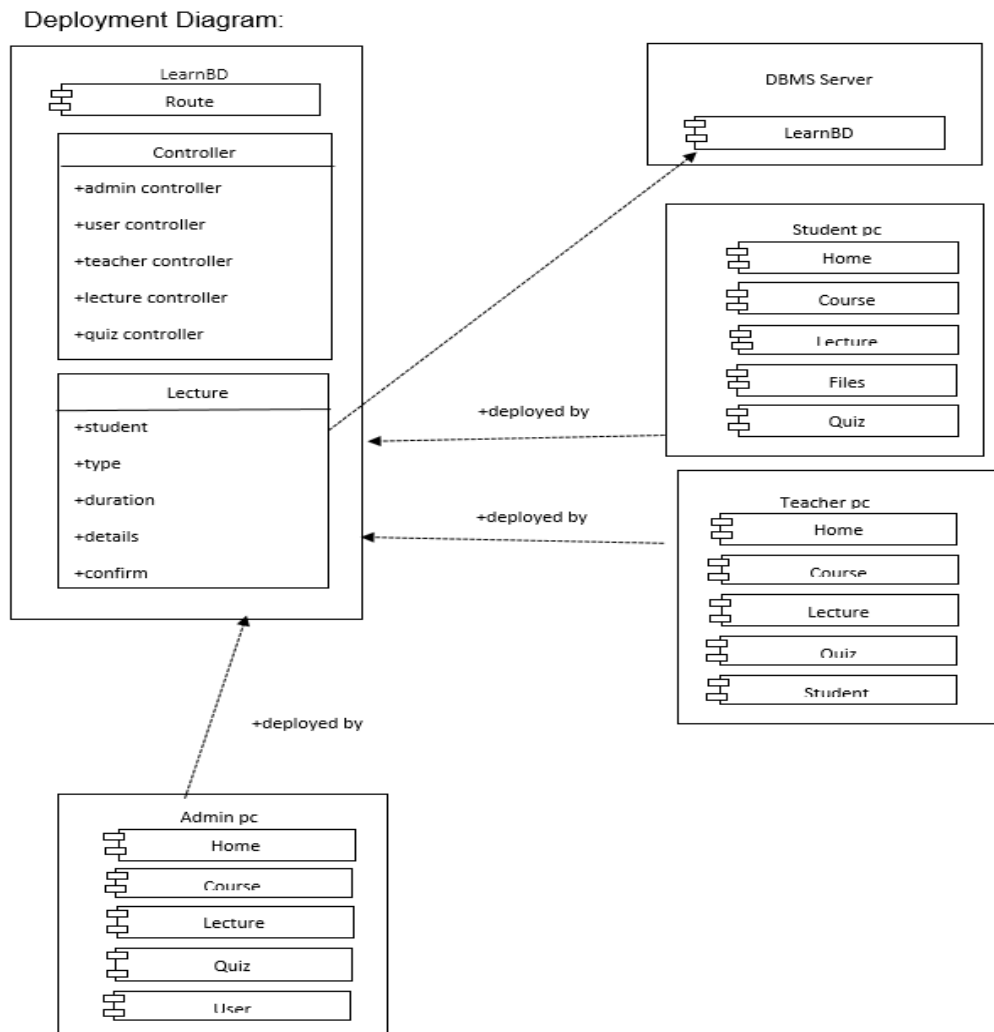 Deployment Diagram:
LearnBD
Route
Controller
+admin controller
+user controller
+teacher controller
+lecture controller
+quiz controller
Lecture
+student
+type
+duration
+details
+confirm
DBMS Server
LearnBD
Student pc
Home
Course
Lecture
Files
Quiz
+deployed by
Teacher pc
Home
Course
Lecture
Quiz
Student
+deployed by
+deployed by
Admin pc
Home
Course
Lecture
Quiz
User